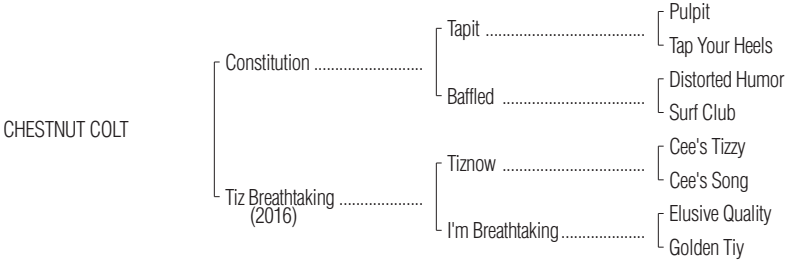 Pulpit
Tapit ........................................
Tap Your Heels
Constitution ...........................
Distorted Humor
Baffled .....................................
Surf Club
CHESTNUT COLT
Cee's Tizzy
Tiznow .....................................
Cee's Song
Tiz Breathtaking .....................
(2016)
Elusive Quality
I'm Breathtaking.....................
Golden Tiy